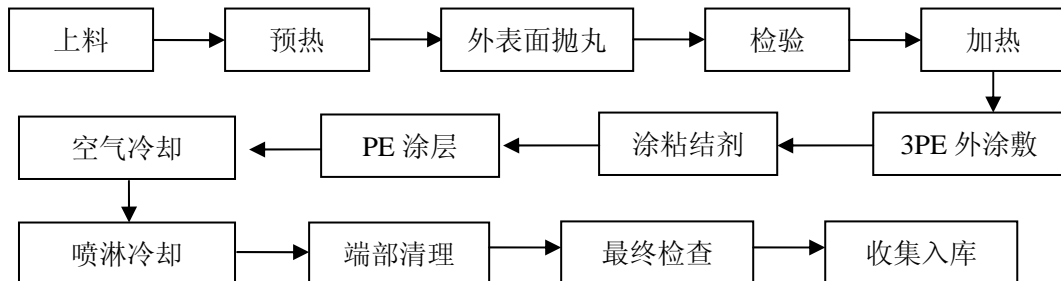 上料
预热
外表面抛丸
检验
加热
3PE 外涂敷
涂粘结剂
PE 涂层
空气冷却
喷淋冷却
端部清理
最终检查
收集入库